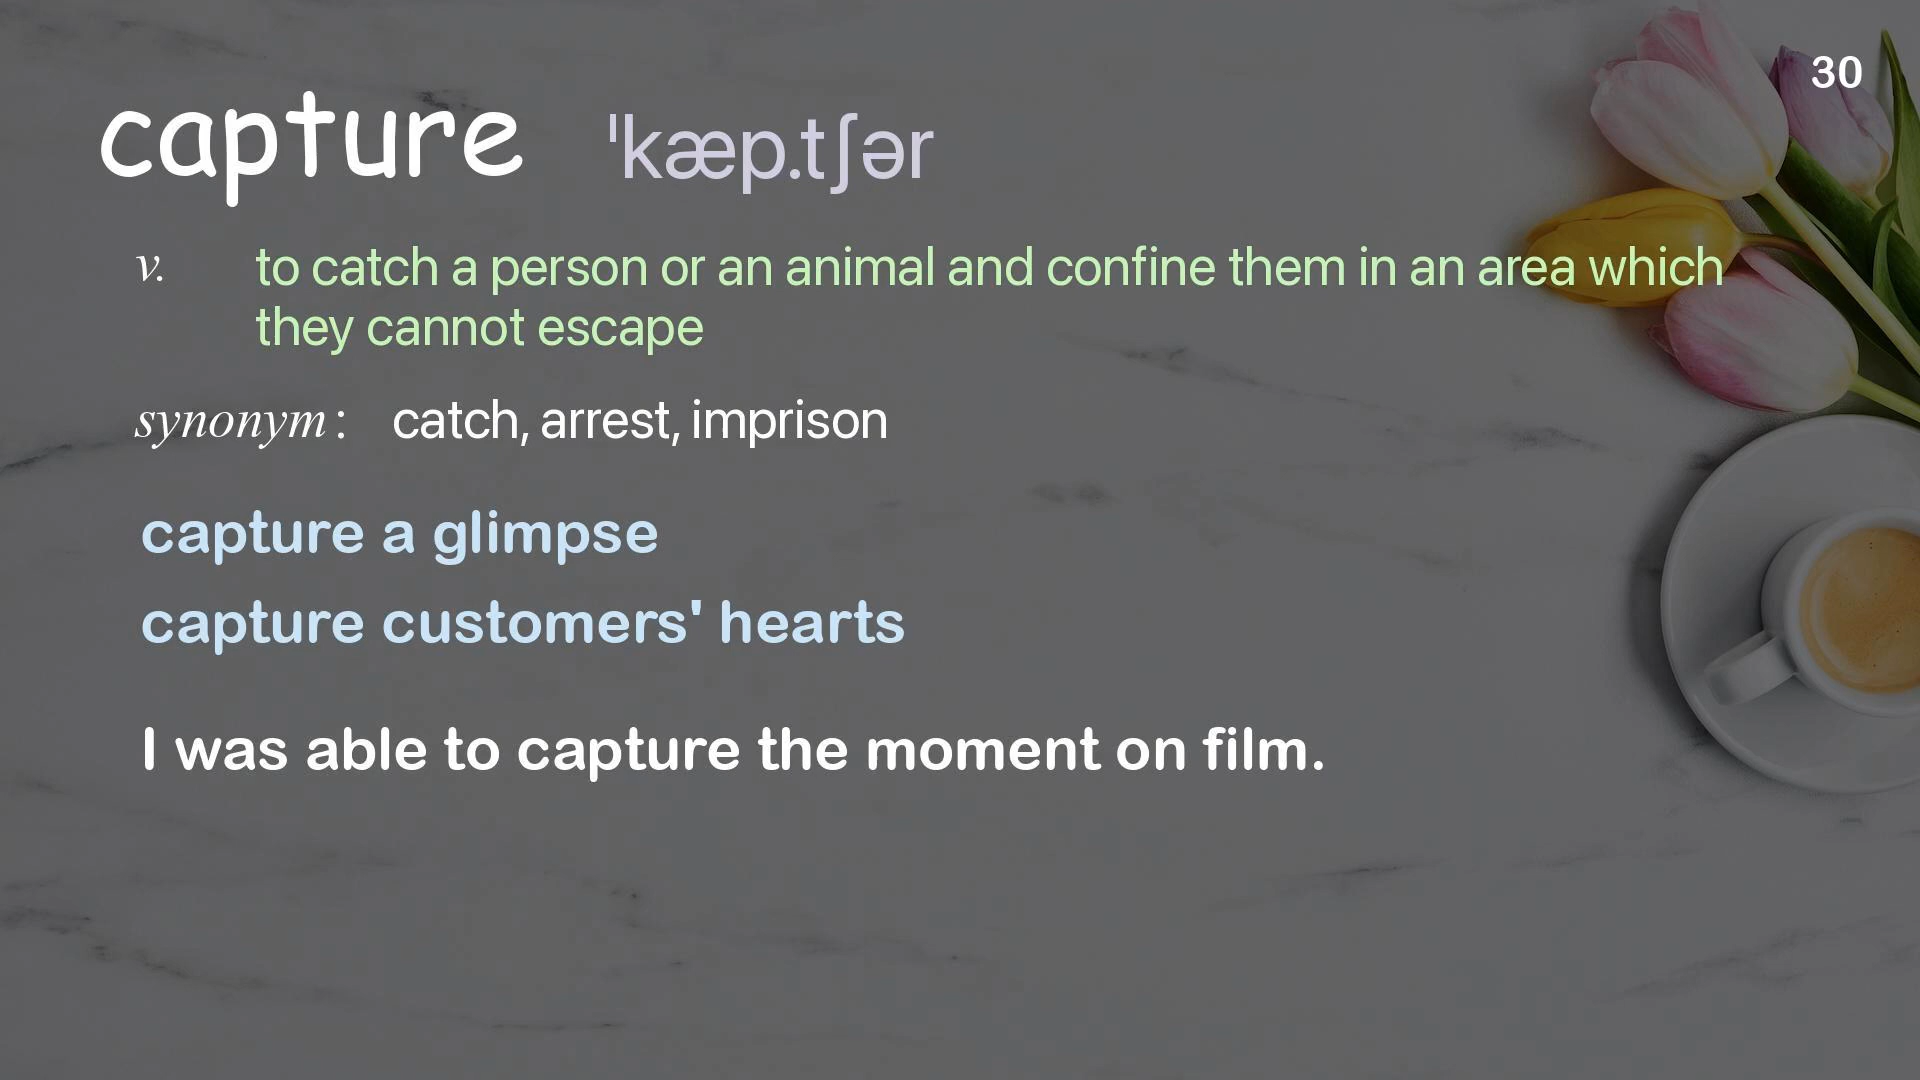 30
capture ˈkæp.tʃər
v. to catch a person or an animal and confine them in an area which
they cannot escape
synonym: catch, arrest, imprison
capture a glimpse
capture customers' hearts
I was able to capture the moment on film.